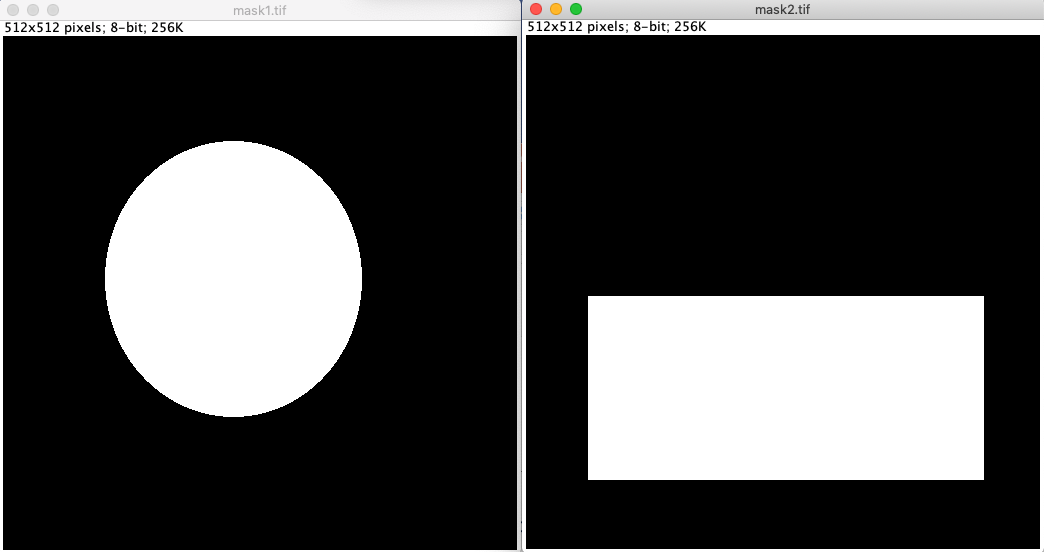 mask1.tif
512x512 pixels; 8-bit; 256K
mask2.tif
512x512 pixels; 8-bit; 256K